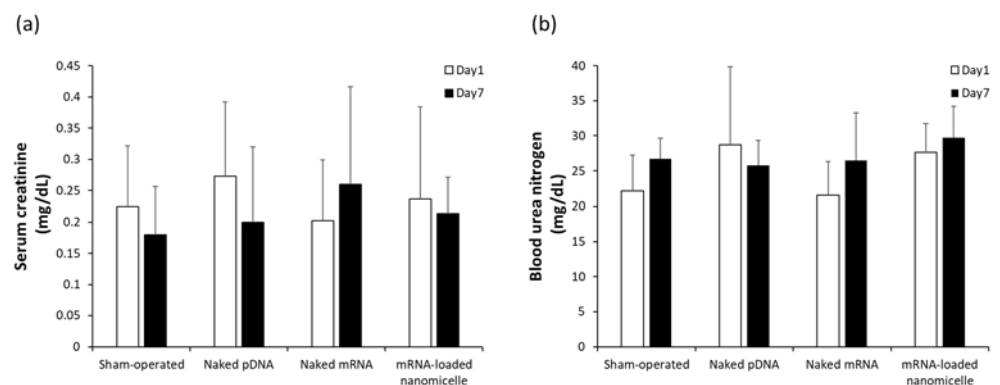 (a)
Serum creatinine
(mg/dL)
0.45
0.4
0.35
0.3
0.25
0.2
0.15
0.1
0.05
0
Day1
Day7
Sham-operated
Naked pDNA
Naked mRNA
mRNA-loaded
nanomicelle
(b)
Blood urea nitrogen
(mg/dL)
40
35
30
25
20
15
10
5
0
Day1
Day7
Sham-operated
Naked pDNA
Naked mRNA
mRNA-loaded
nanomicelle